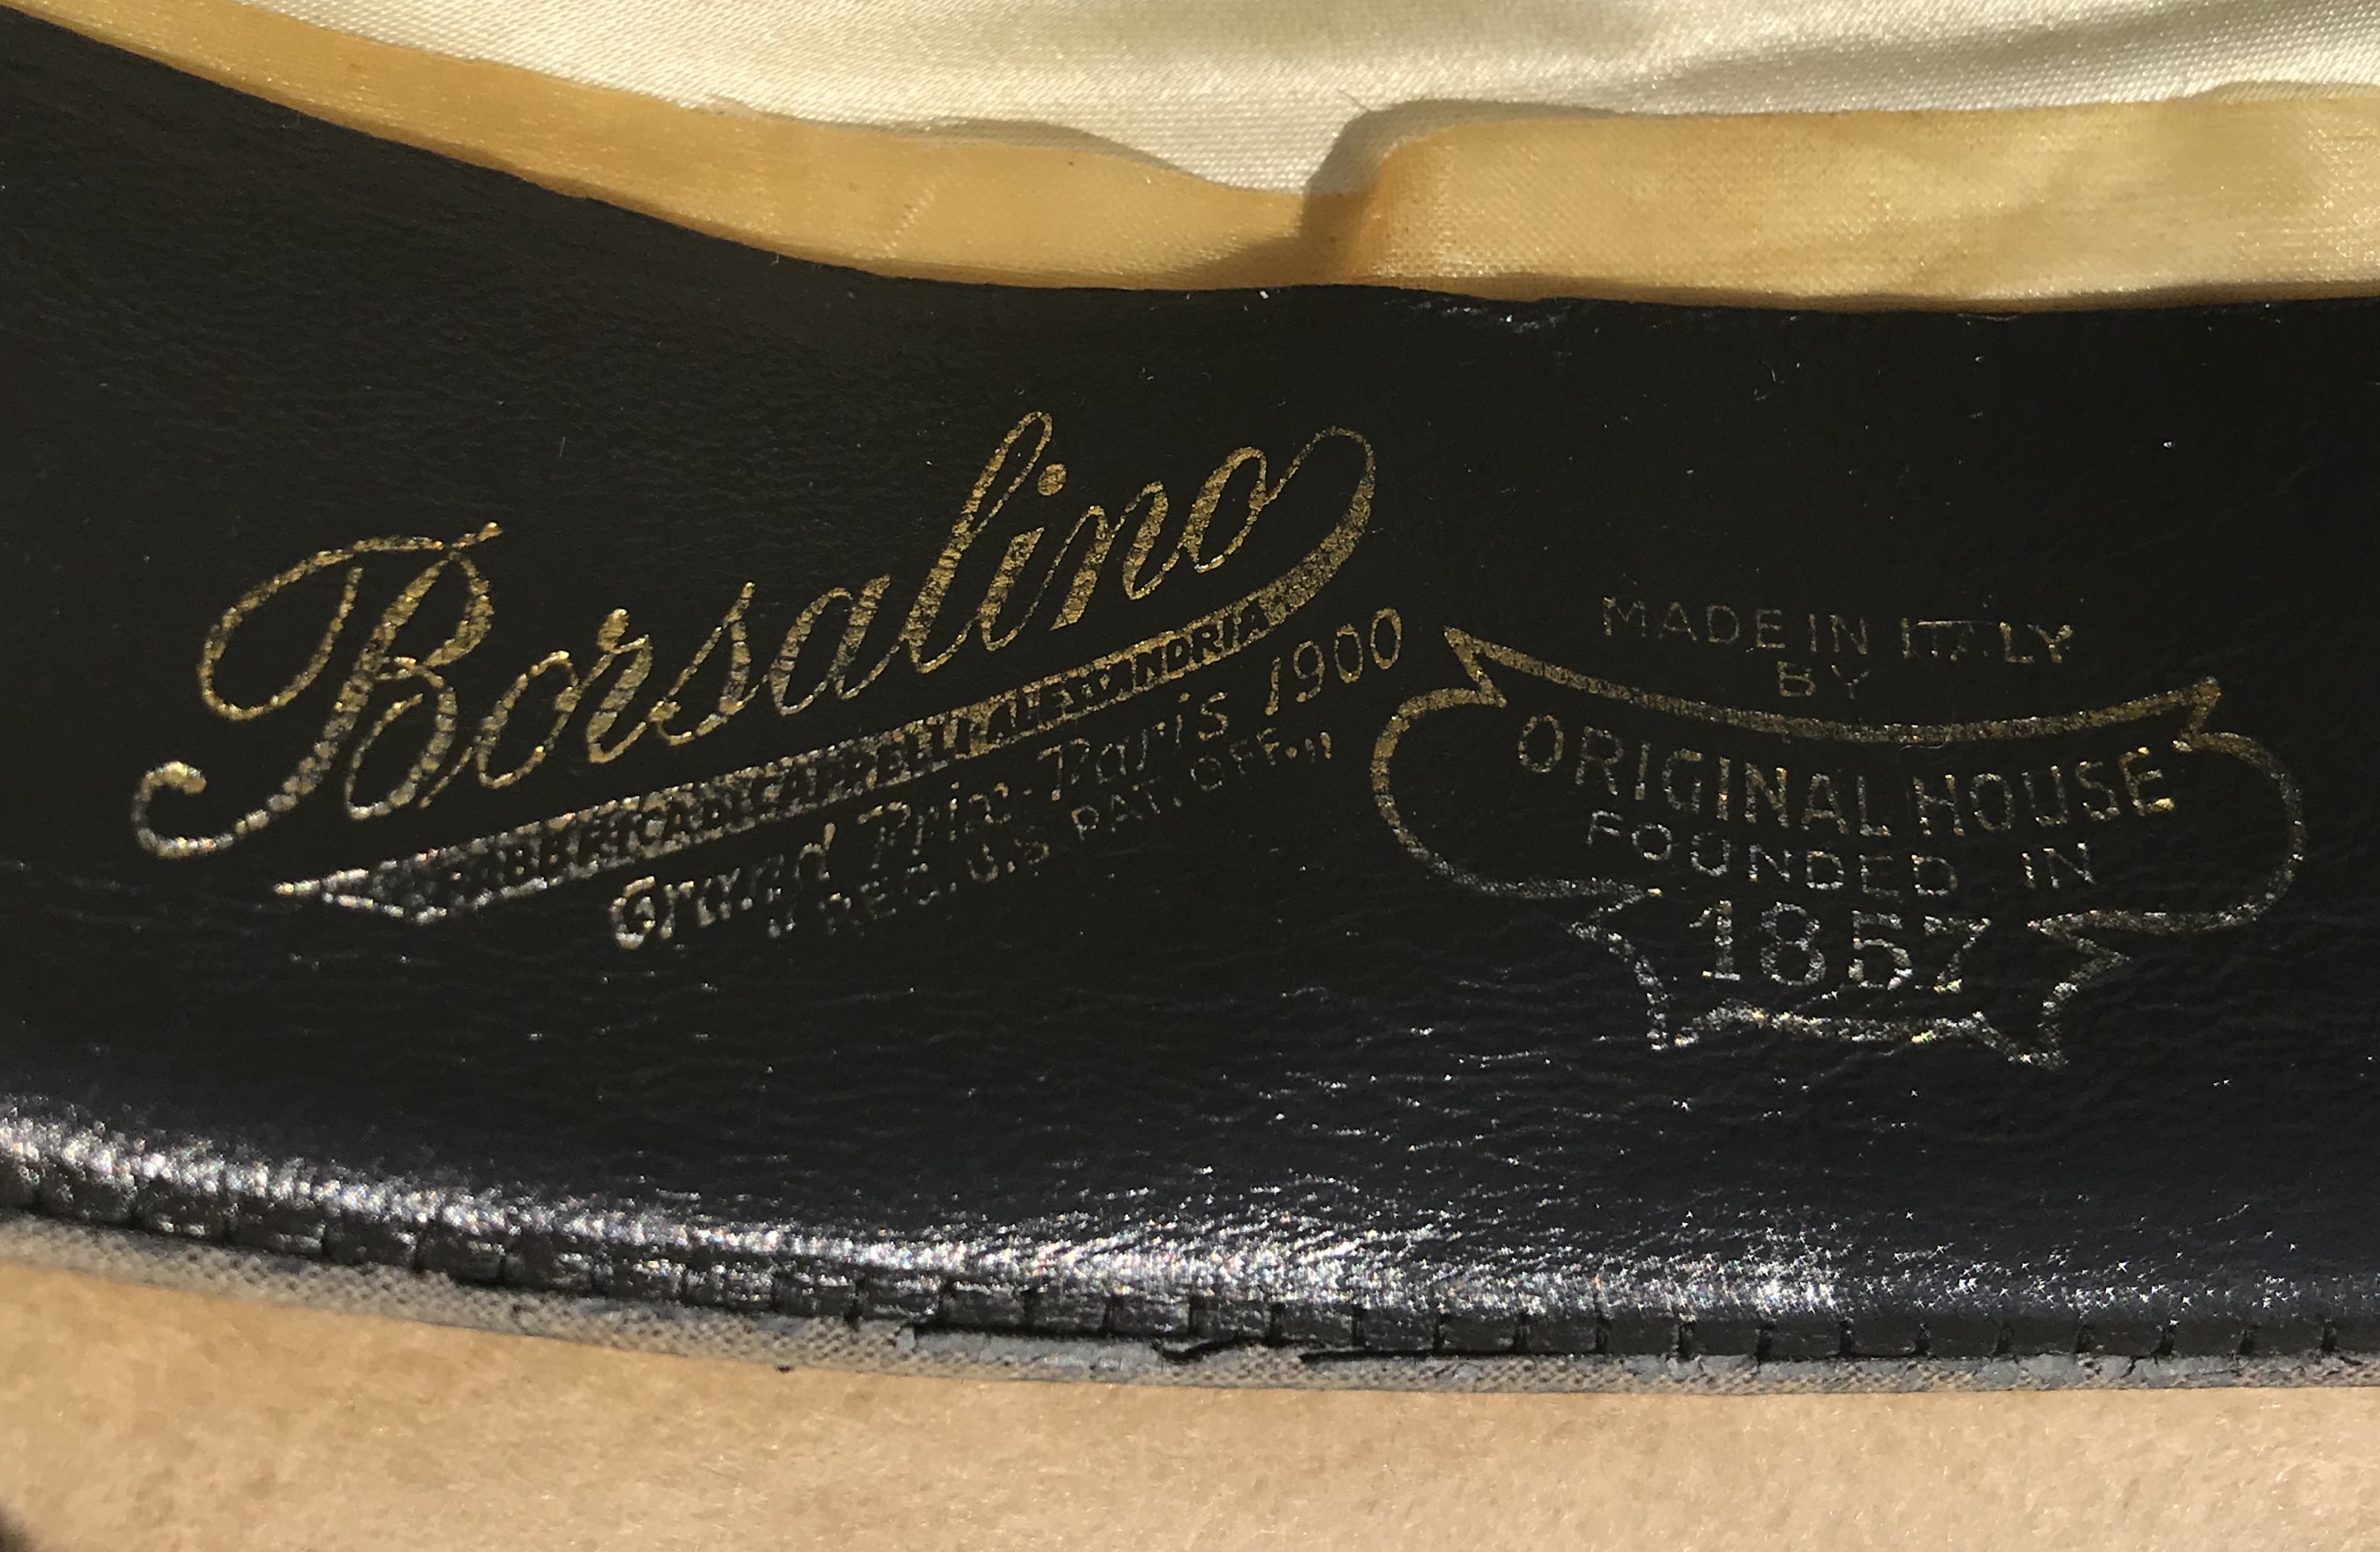 Borsalino
FABBRICA DI CAPPELLI ALESSANDRIA
Grand Prix - Paris 1900
" REG. U.S PAT. OFF. "
MADE IN ITALY
BY
ORIGINAL HOUSE
FOUNDED IN
1857